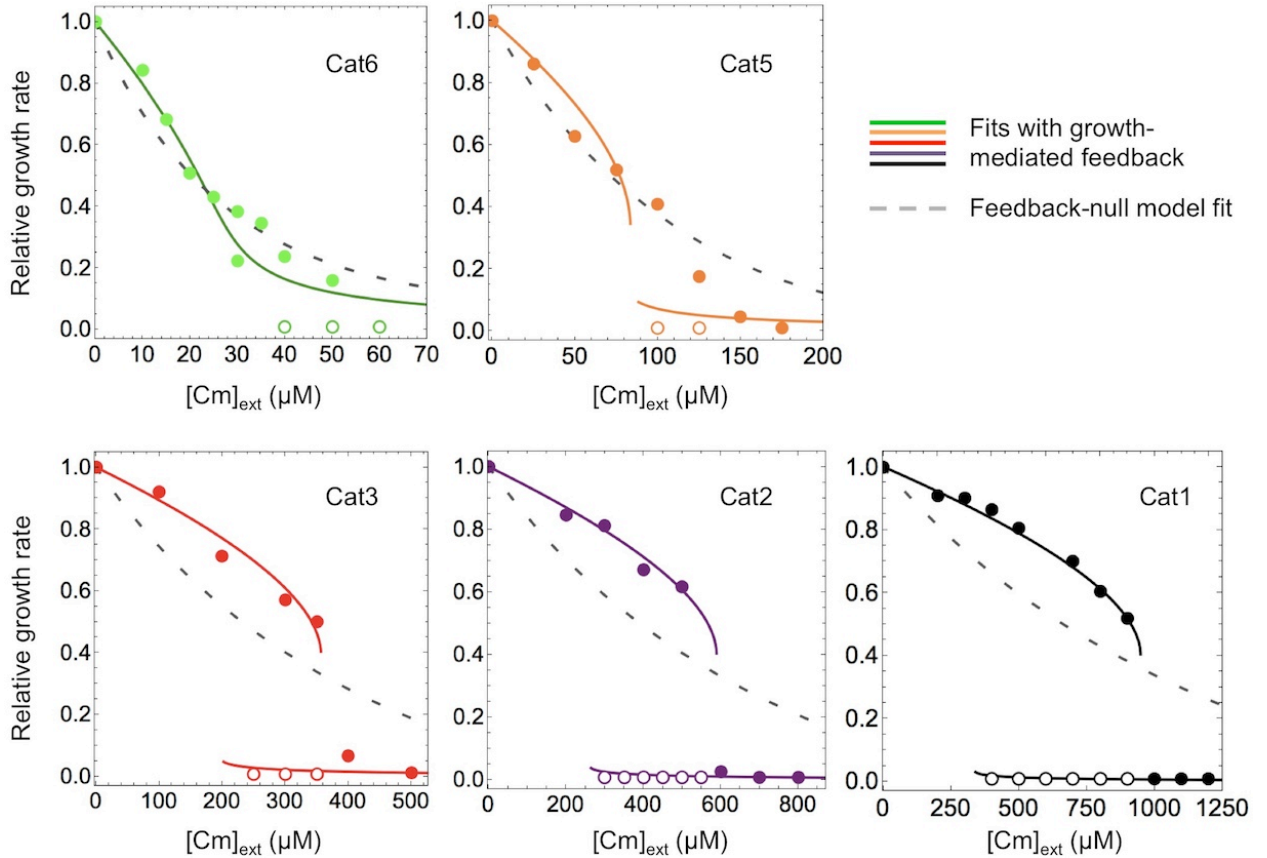 Relative growth rate
1.0
0.8
0.6
0.4
0.2
0.0
Cat6
0 10 20 30 40 50 60 70
[Cm]ext (µM)
1.0
0.8
0.6
0.4
0.2
0.0
Cat5
0 50 100 150 200
[Cm]ext (µM)
Fits with growth-
mediated feedback
Feedback-null model fit
Relative growth rate
1.0
0.8
0.6
0.4
0.2
0.0
Cat3
0 100 200 300 400 500
[Cm]ext (µM)
1.0
0.8
0.6
0.4
0.2
0.0
Cat2
0 200 400 600 800
[Cm]ext (µM)
1.0
0.8
0.6
0.4
0.2
0.0
Cat1
0 250 500 750 1000 1250
[Cm]ext (µM)